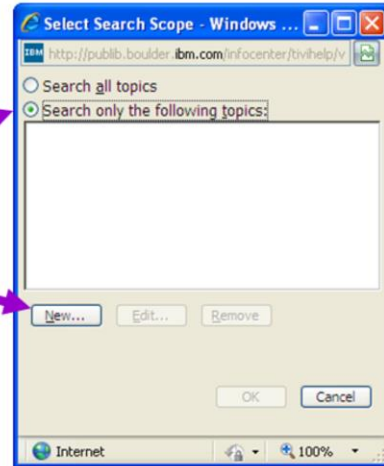 Select Search Scope - Windows ...
IBM http://publib.boulder.ibm.com/infocenter/tivihelp/v
Search all topics
Search only the following topics:
New... Edit... Remove
OK Cancel
Internet 100%